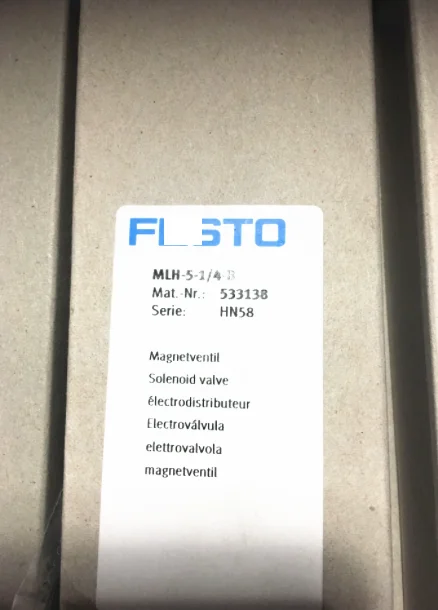 FESTO
MLH-5-1/4-B
Mat.-Nr.: 533138
Serie: HN58
Magnetventil
Solenoid valve
électrodistributeur
Electroválvula
elettrovalvola
magnetventil